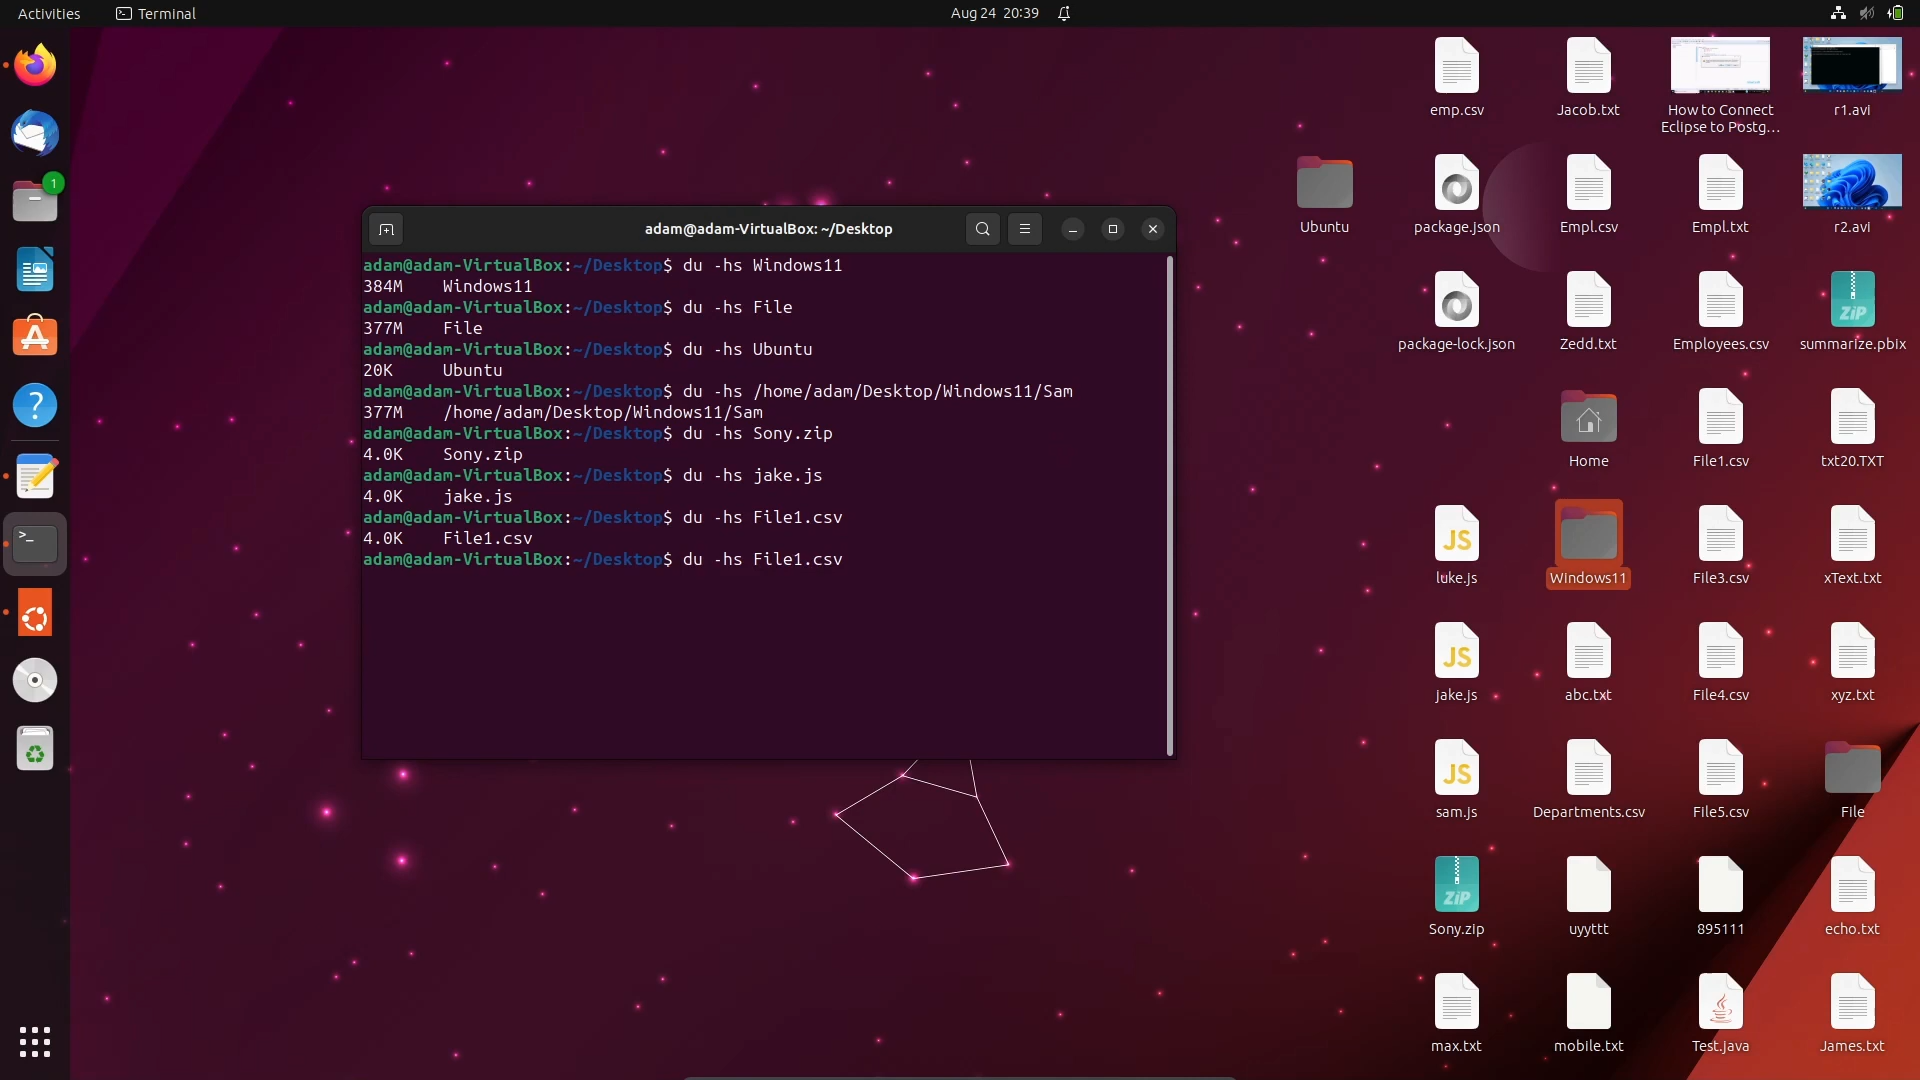 Activities
Terminal
Aug 24 20:39
1
adam@adam-VirtualBox: ~/Desktop
adam@adam-VirtualBox:~/Desktop$ du -hs Windows11
384M Windows11
adam@adam-VirtualBox:~/Desktop$ du -hs File
377M File
adam@adam-VirtualBox:~/Desktop$ du -hs Ubuntu
20K Ubuntu
adam@adam-VirtualBox:~/Desktop$ du -hs /home/adam/Desktop/Windows11/Sam
377M /home/adam/Desktop/Windows11/Sam
adam@adam-VirtualBox:~/Desktop$ du -hs Sony.zip
4.0K Sony.zip
adam@adam-VirtualBox:~/Desktop$ du -hs jake.js
4.0K jake.js
adam@adam-VirtualBox:~/Desktop$ du -hs File1.csv
4.0K File1.csv
adam@adam-VirtualBox:~/Desktop$ du -hs File1.csv
emp.csv
Jacob.txt
How to Connect
Eclipse to Postg...
r1.avi
Ubuntu
package.json
Empl.csv
Empl.txt
r2.avi
package-lock.json
Zedd.txt
Employees.csv
ZIP
summarize.pbix
Home
File1.csv
txt20.TXT
JS
luke.js
Windows11
File3.csv
xText.txt
JS
jake.js
abc.txt
File4.csv
xyz.txt
JS
sam.js
Departments.csv
File5.csv
File
ZIP
Sony.zip
uyyttt
895111
echo.txt
max.txt
mobile.txt
Test.java
James.txt